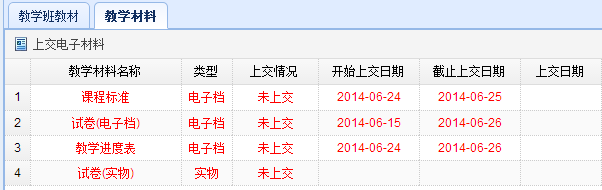 教学班教材 教学材料
上交电子材料
教学材料名称 类型 上交情况 开始上交日期 截止上交日期 上交日期
1 课程标准 电子档 未上交 2014-06-24 2014-06-25
2 试卷(电子档) 电子档 未上交 2014-06-15 2014-06-26
3 教学进度表 电子档 未上交 2014-06-24 2014-06-26
4 试卷(实物) 实物 未上交